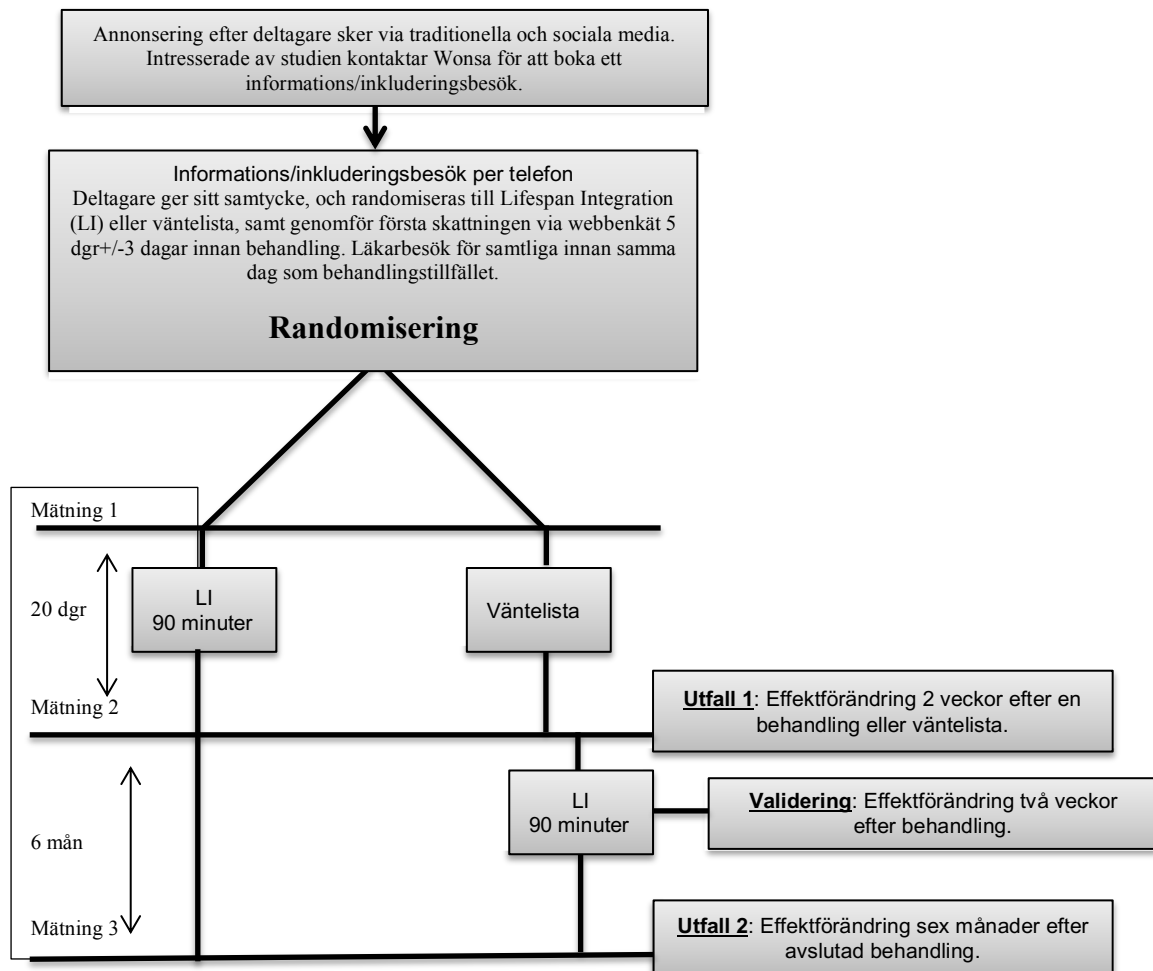 Annonsering efter deltagare sker via traditionella och sociala media.
Intresserade av studien kontaktar Wonsa för att boka ett
informations/inkluderingsbesök.
Informations/inkluderingsbesök per telefon
Deltagare ger sitt samtycke, och randomiseras till Lifespan Integration
(LI) eller väntelista, samt genomför första skattningen via webbenkät 5
dgr+/-3 dagar innan behandling. Läkarbesök för samtliga innan samma
dag som behandlingstillfället.
Randomisering
Mätning 1
20 dgr
LI
90 minuter
Väntelista
Mätning 2
Utfall 1: Effektförändring 2 veckor efter en
behandling eller väntelista.
LI
90 minuter
Validering: Effektförändring två veckor
efter behandling.
6 mån
Mätning 3
Utfall 2: Effektförändring sex månader efter
avslutad behandling.